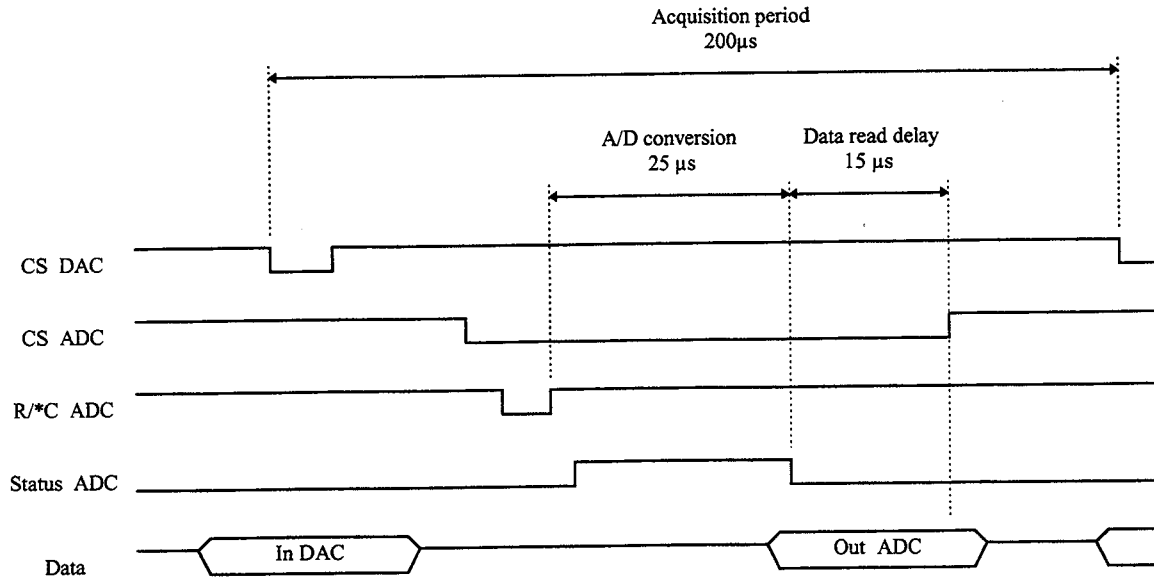 Acquisition period
200µs
A/D conversion
25 µs
Data read delay
15 µs
CS DAC
CS ADC
R/*C ADC
Status ADC
Data
In DAC
Out ADC